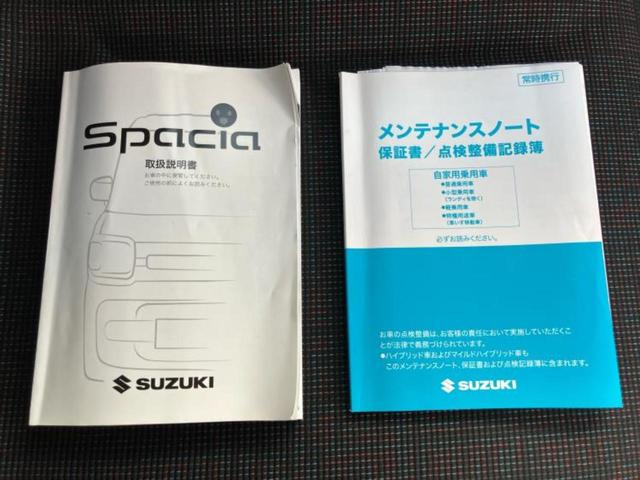 Spacia
取扱説明書
お車の中に保管してください。
ご使用の前によくお読みください。
SUZUKI
常時携行
メンテナンスノート
保証書／点検整備記録簿
自家用乗用車
●普通乗用車
●小型乗用車
（ランディを除く）
●軽乗用車
●特種用途車
（車いす移動車）
必ずお読みください。
お車の点検整備は、お客様の責任において実施していただくこ
とが法律で義務づけられています。
●ハイブリッド車およびマイルドハイブリッド車も
このメンテナンスノート、保証書および点検記録簿に含まれます。
SUZUKI